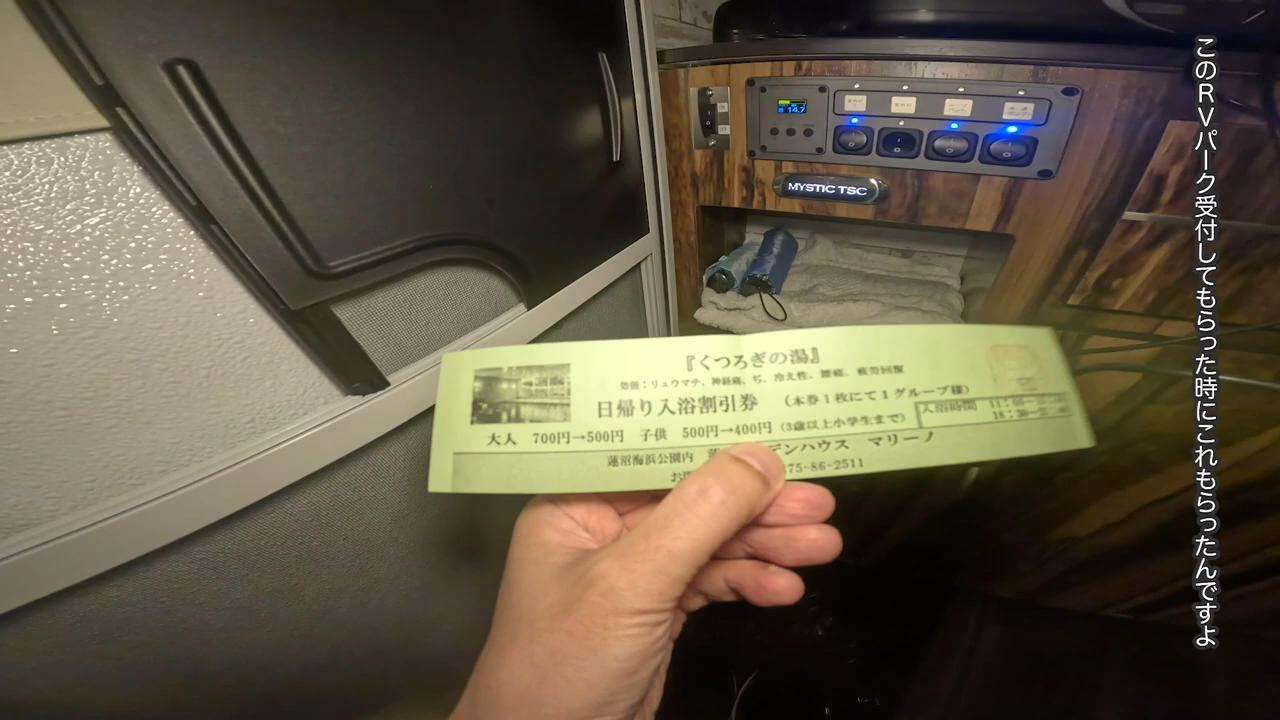 このRVパーク受付してもらった時にこれもらったんですよ
14.7
MYSTIC TSC
『くつろぎの湯』
効能：リュウマチ、神経痛、ぢ、冷え性、腰痛、疲労回復
日帰り入浴割引券 （本券1枚にて1グループ様）
大人 700円→500円 子供 500円→400円（3歳以上小学生まで）
入浴時間
蓮沼海浜公園内 デンハウス マリーノ
75-86-2511